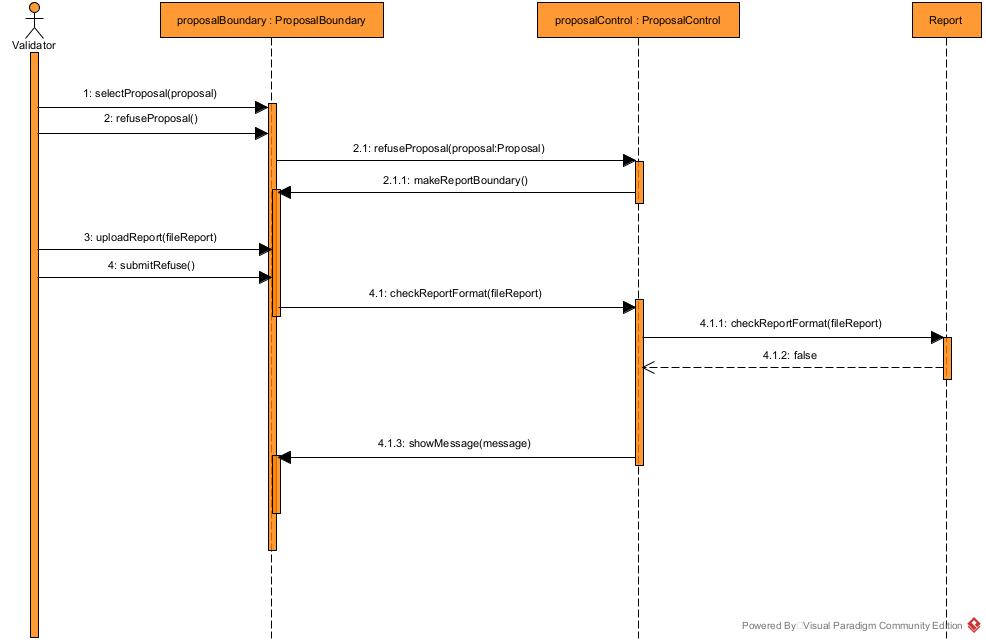 proposalBoundary : ProposalBoundary
proposalControl : ProposalControl
Report
Validator
1: selectProposal(proposal)
2: refuseProposal()
2.1: refuseProposal(proposal:Proposal)
2.1.1: makeReportBoundary()
3: uploadReport(fileReport)
4: submitRefuse()
4.1: checkReportFormat(fileReport)
4.1.1: checkReportFormat(fileReport)
4.1.2: false
4.1.3: showMessage(message)
Powered By Visual Paradigm Community Edition